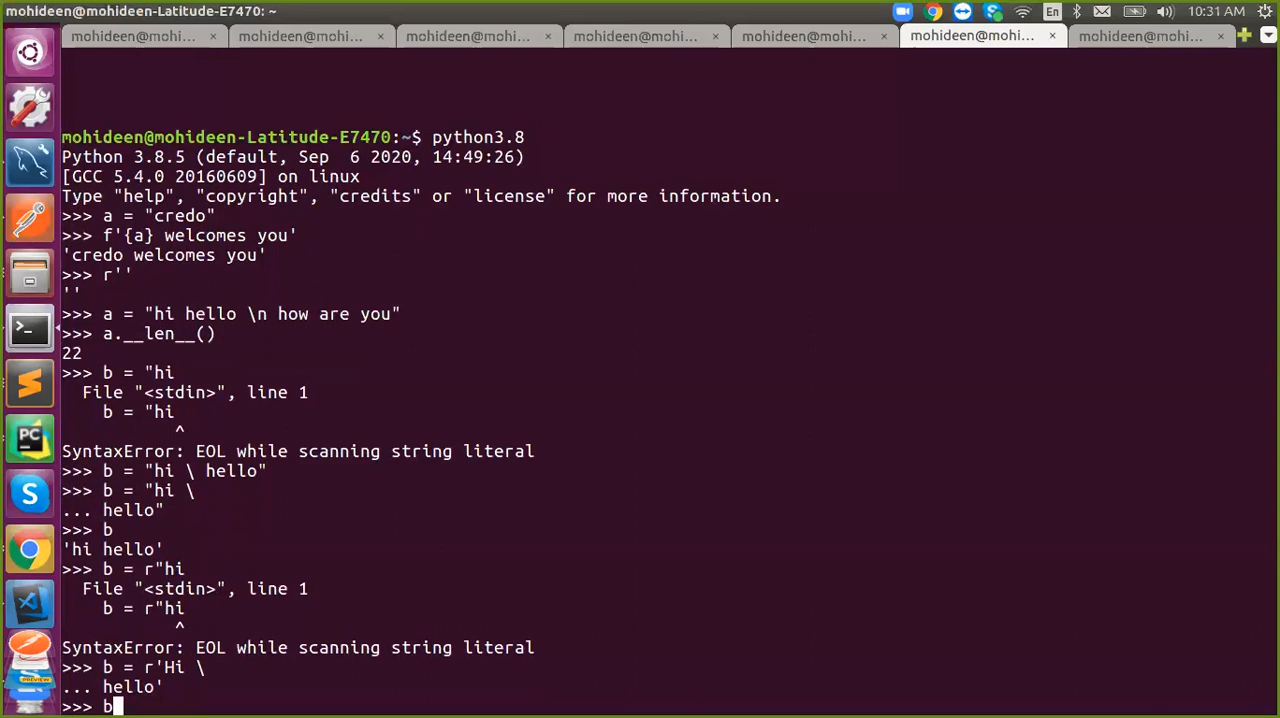 mohideen@mohideen-Latitude-E7470: ~
En
10:31 AM
mohideen@mohi... × mohideen@mohi... × mohideen@mohi... × mohideen@mohi... × mohideen@mohi... × mohideen@mohi... × mohideen@mohi... ×
mohideen@mohideen-Latitude-E7470:~$ python3.8
Python 3.8.5 (default, Sep  6 2020, 14:49:26)
[GCC 5.4.0 20160609] on linux
Type "help", "copyright", "credits" or "license" for more information.
>>> a = "credo"
>>> f'{a} welcomes you'
'credo welcomes you'
>>> r''
''
>>> a = "hi hello \n how are you"
>>> a.__len__()
22
>>> b = "hi
  File "<stdin>", line 1
    b = "hi
           ^
SyntaxError: EOL while scanning string literal
>>> b = "hi \ hello"
>>> b = "hi \
... hello"
>>> b
'hi hello'
>>> b = r"hi
  File "<stdin>", line 1
    b = r"hi
           ^
SyntaxError: EOL while scanning string literal
>>> b = r'Hi \
... hello'
>>> b
PC
S
PREVIEW